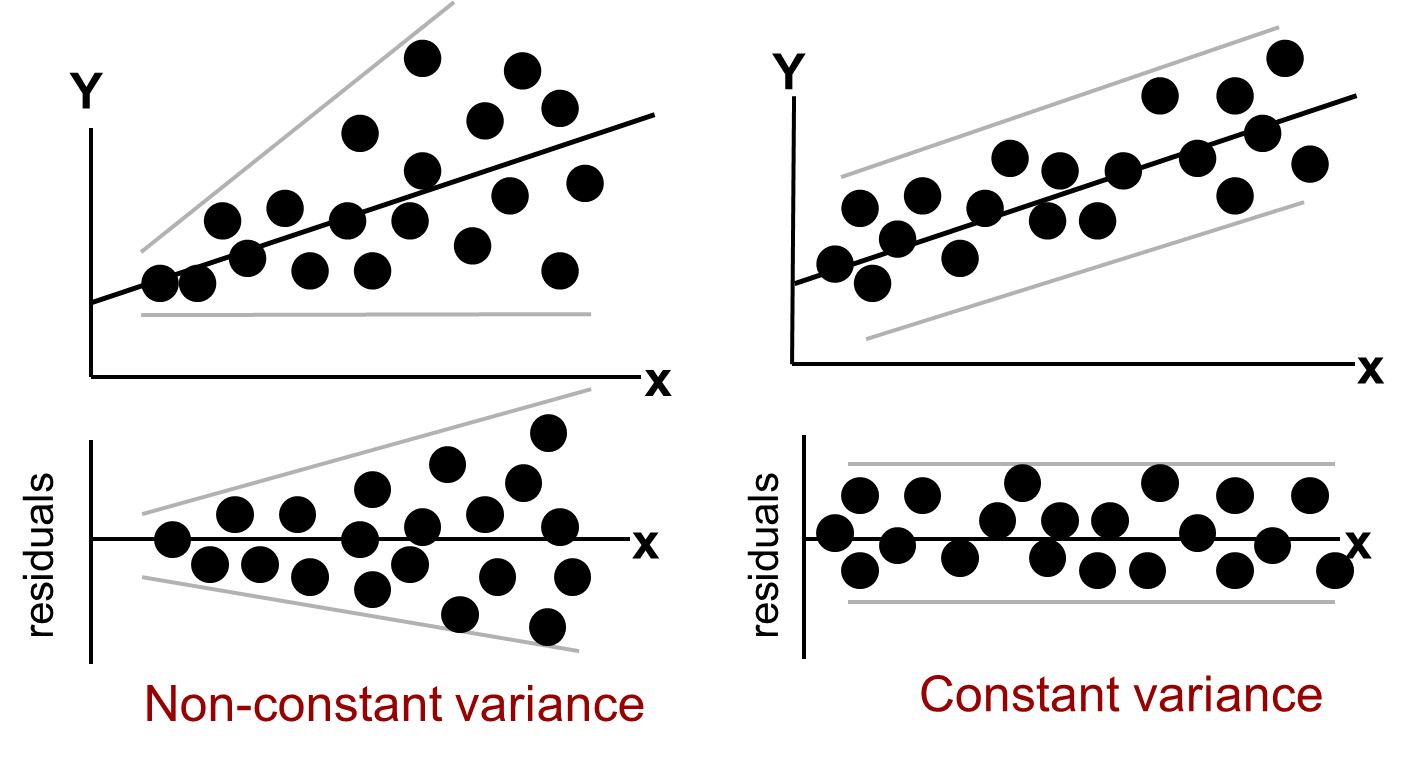 Y
x
residuals
x
Non-constant variance
Y
x
residuals
x
Constant variance